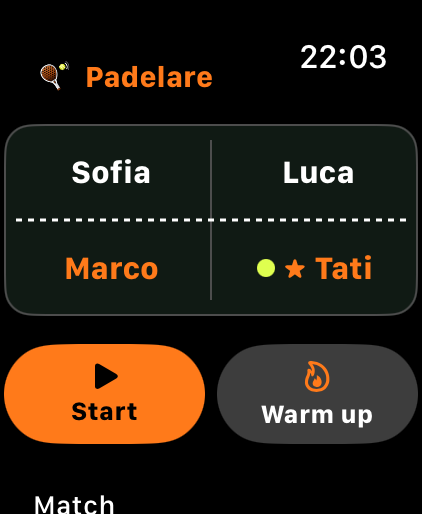 22:03
Padelare
Sofia
Luca
Marco
Tati
Start
Warm up
Match